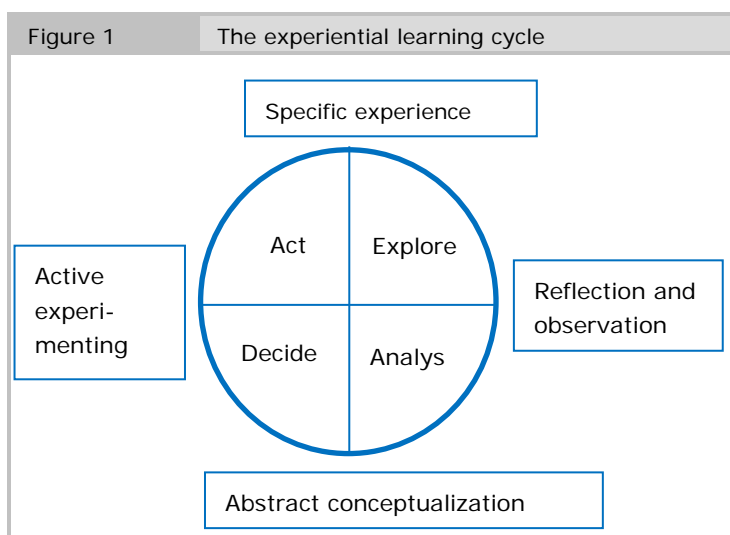 Figure 1 The experiential learning cycle
Specific experience
Act Explore
Active
experi-
menting
Reflection and
observation
Decide Analys
Abstract conceptualization